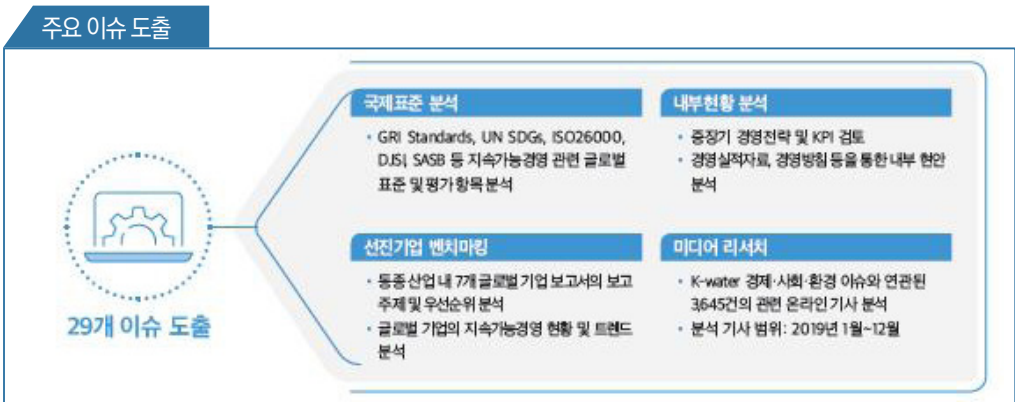 주요 이슈 도출
29개 이슈 도출
국제표준 분석
• GRI Standards, UN SDGs, ISO26000,
DJSI, SASB 등 지속가능경영 관련 글로벌
표준 및 평가 항목 분석
내부현황 분석
• 중장기 경영전략 및 KPI 검토
• 경영실적자료, 경영방침 등을 통한 내부 현안
분석
선진기업 벤치마킹
• 동종 산업 내 7개 글로벌 기업 보고서의 보고
주제 및 우선순위 분석
• 글로벌 기업의 지속가능경영 현황 및 트렌드
분석
미디어 리서치
• K-water 경제·사회·환경 이슈와 연관된
3,645건의 관련 온라인 기사 분석
• 분석 기사 범위: 2019년 1월~12월